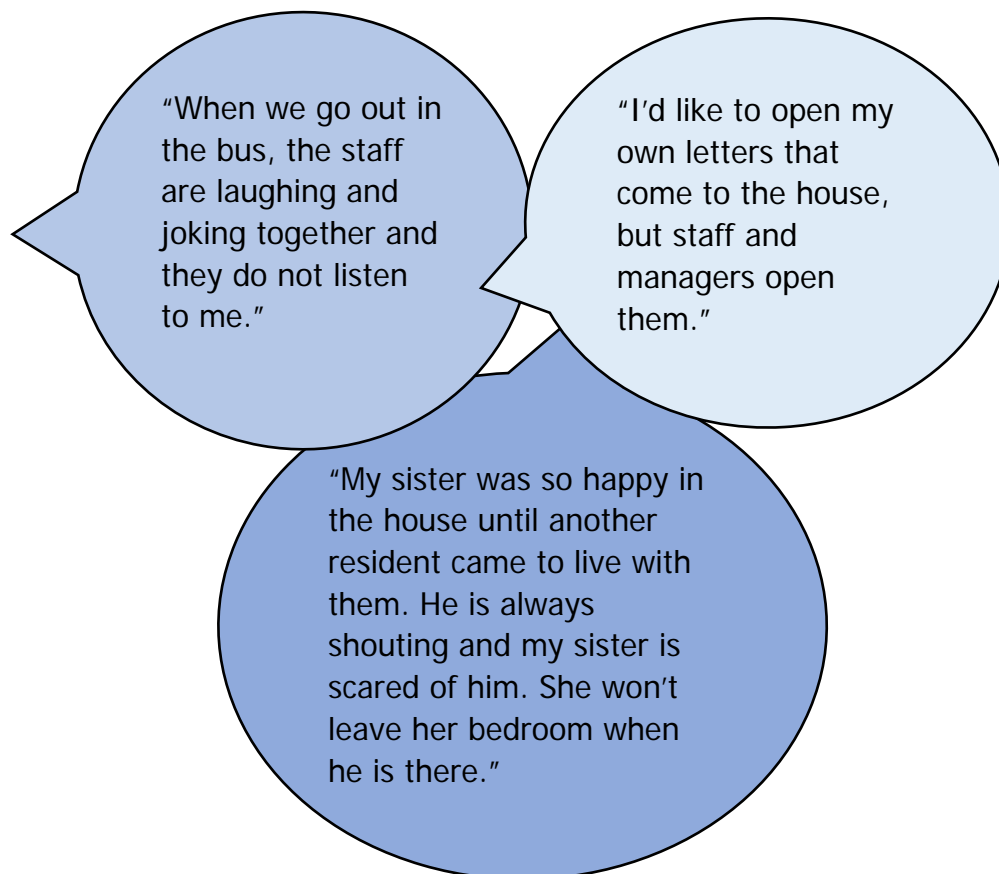 “When we go out in
the bus, the staff
are laughing and
joking together and
they do not listen
to me.”
“I’d like to open my
own letters that
come to the house,
but staff and
managers open
them.”
“My sister was so happy in
the house until another
resident came to live with
them. He is always
shouting and my sister is
scared of him. She won’t
leave her bedroom when
he is there.”